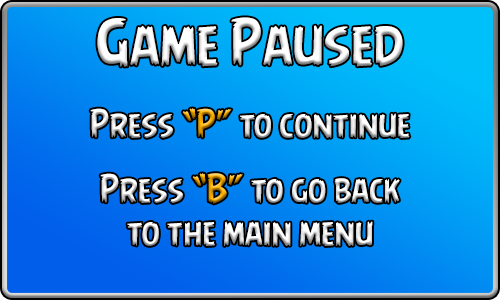 Game Paused
Press "P" to continue
Press "B" to go back
to the main menu